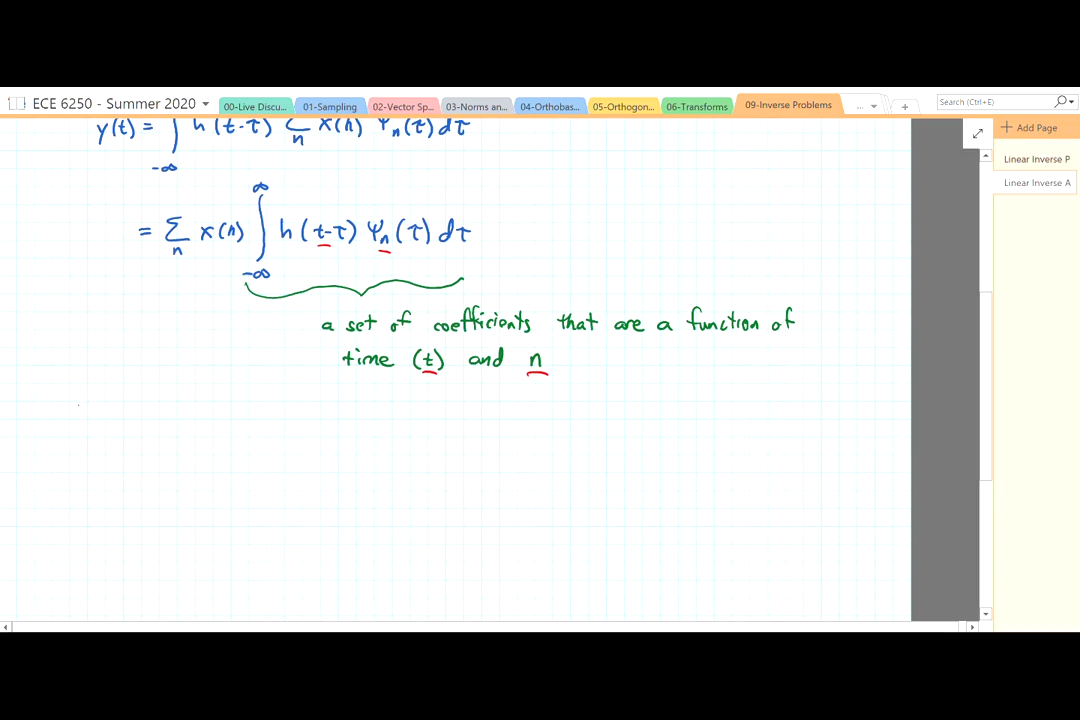 ECE 6250 - Summer 2020
00-Live Discu...
01-Sampling
02-Vector Sp...
03-Norms an...
04-Orthobas...
05-Orthogon...
06-Transforms
09-Inverse Problems
...
Search (Ctrl+E)
Add Page
Linear Inverse P
Linear Inverse A
y(t) = ∫ h(t-τ) Σ x(n) Ψn(τ) dτ
-∞ n
∞
= Σ x(n) ∫ h(t-τ) Ψn(τ) dτ
n -∞
a set of coefficients that are a function of
time (t) and n